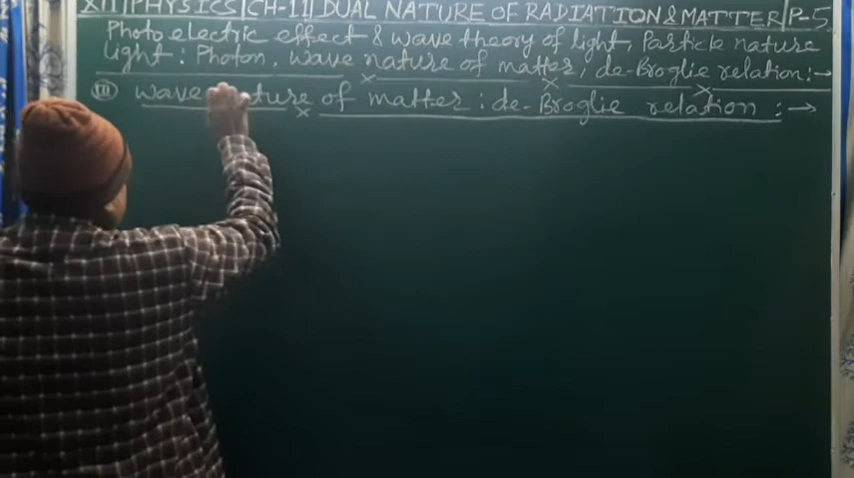 XII PHYSICS CH-11 DUAL NATURE OF RADIATION & MATTER P-5
Photo electric effect & wave theory of light, Particle nature
light : Photon, wave nature of matter, de-Broglie relation :→
III wave nature of matter : de-Broglie relation :→